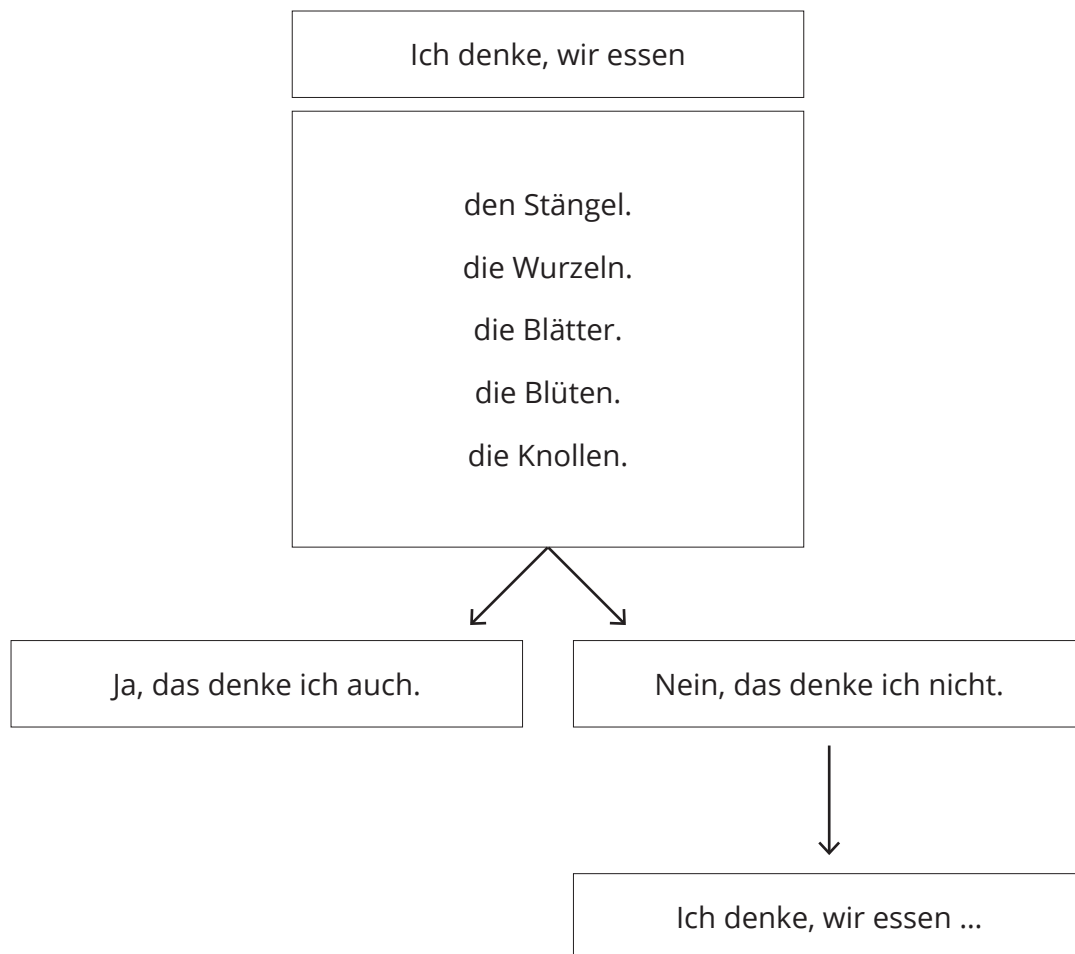 Ich denke, wir essen
den Stängel.
die Wurzeln.
die Blätter.
die Blüten.
die Knollen.
Ja, das denke ich auch.
Nein, das denke ich nicht.
Ich denke, wir essen ...